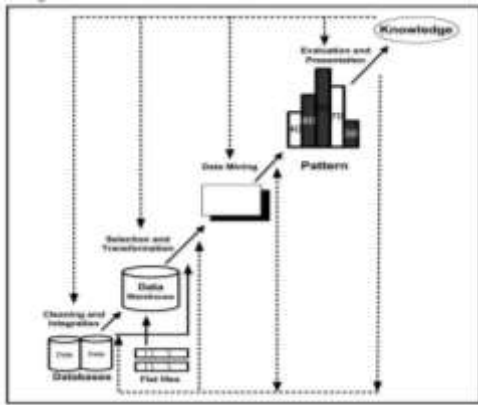 Knowledge
Evaluation and
Presentation
Pattern
Data Mining
Selection and
Transformation
Data
Warehouse
Cleaning and
Integration
Data
Data
Databases
Flat files